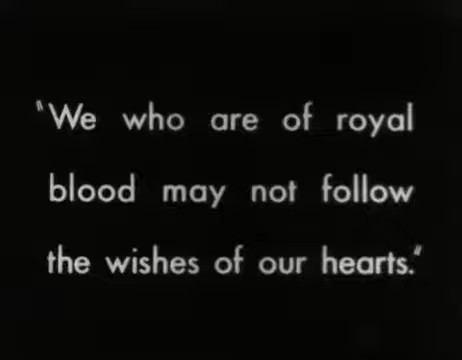 "We who are of royal
blood may not follow
the wishes of our hearts."